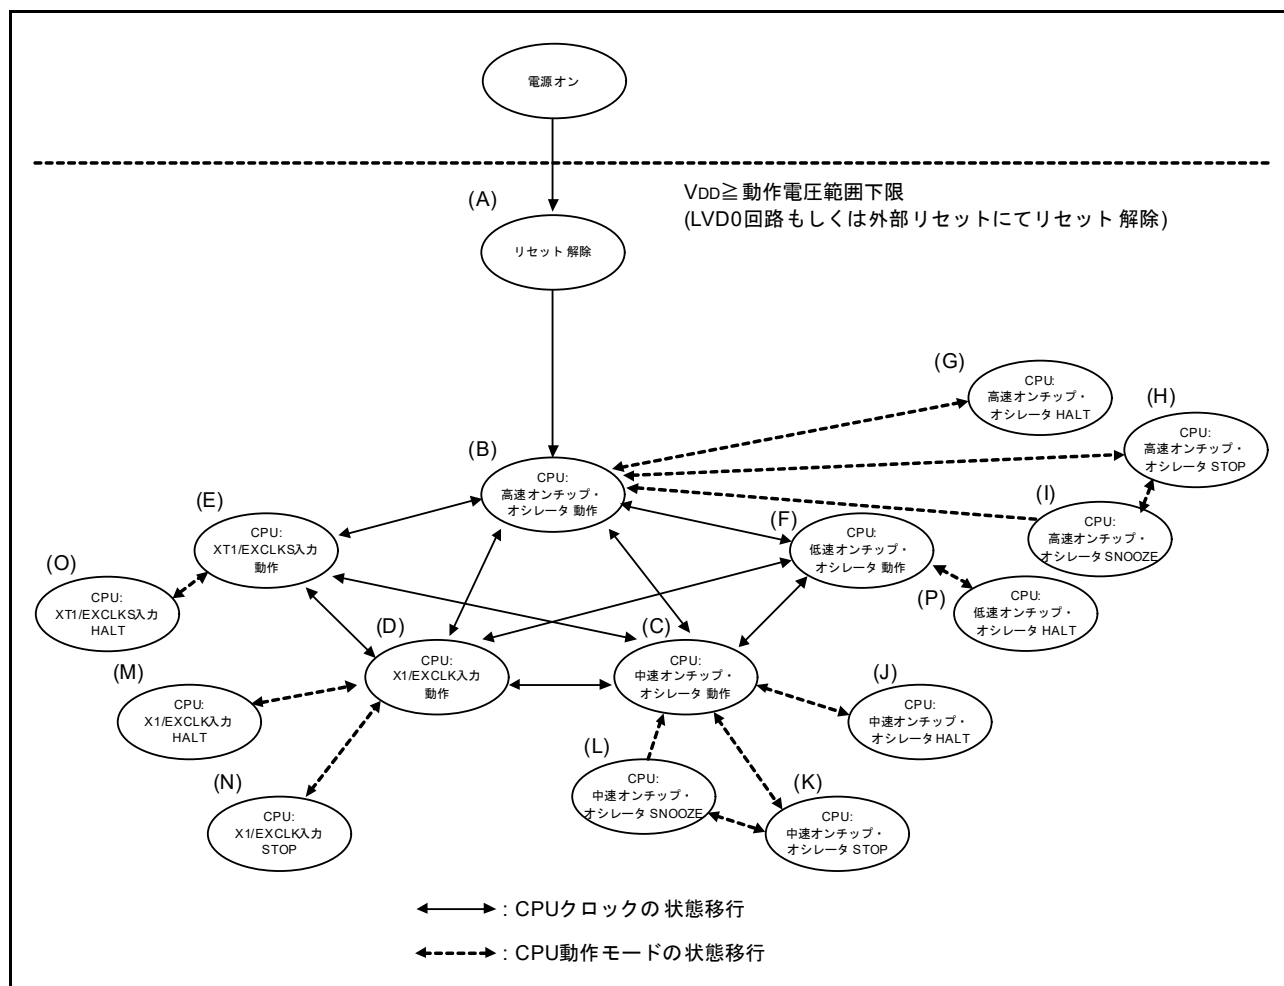 電源オン
(A)
VDD≧動作電圧範囲下限
(LVD0回路もしくは外部リセットにてリセット 解除)
リセット 解除
(G)
CPU:
高速オンチップ・
オシレータ HALT
(H)
CPU:
高速オンチップ・
オシレータ STOP
(B)
CPU:
高速オンチップ・
オシレータ 動作
(I)
CPU:
高速オンチップ・
オシレータ SNOOZE
(E)
CPU:
XT1/EXCLKS入力
動作
(F)
CPU:
低速オンチップ・
オシレータ 動作
(O)
CPU:
XT1/EXCLKS入力
HALT
(P)
CPU:
低速オンチップ・
オシレータ HALT
(D)
CPU:
X1/EXCLK入力
動作
(C)
CPU:
中速オンチップ・
オシレータ 動作
(M)
CPU:
X1/EXCLK入力
HALT
(J)
CPU:
中速オンチップ・
オシレータ HALT
(N)
CPU:
X1/EXCLK入力
STOP
(L)
CPU:
中速オンチップ・
オシレータ SNOOZE
(K)
CPU:
中速オンチップ・
オシレータ STOP
: CPUクロックの 状態移行
: CPU動作モードの状態移行